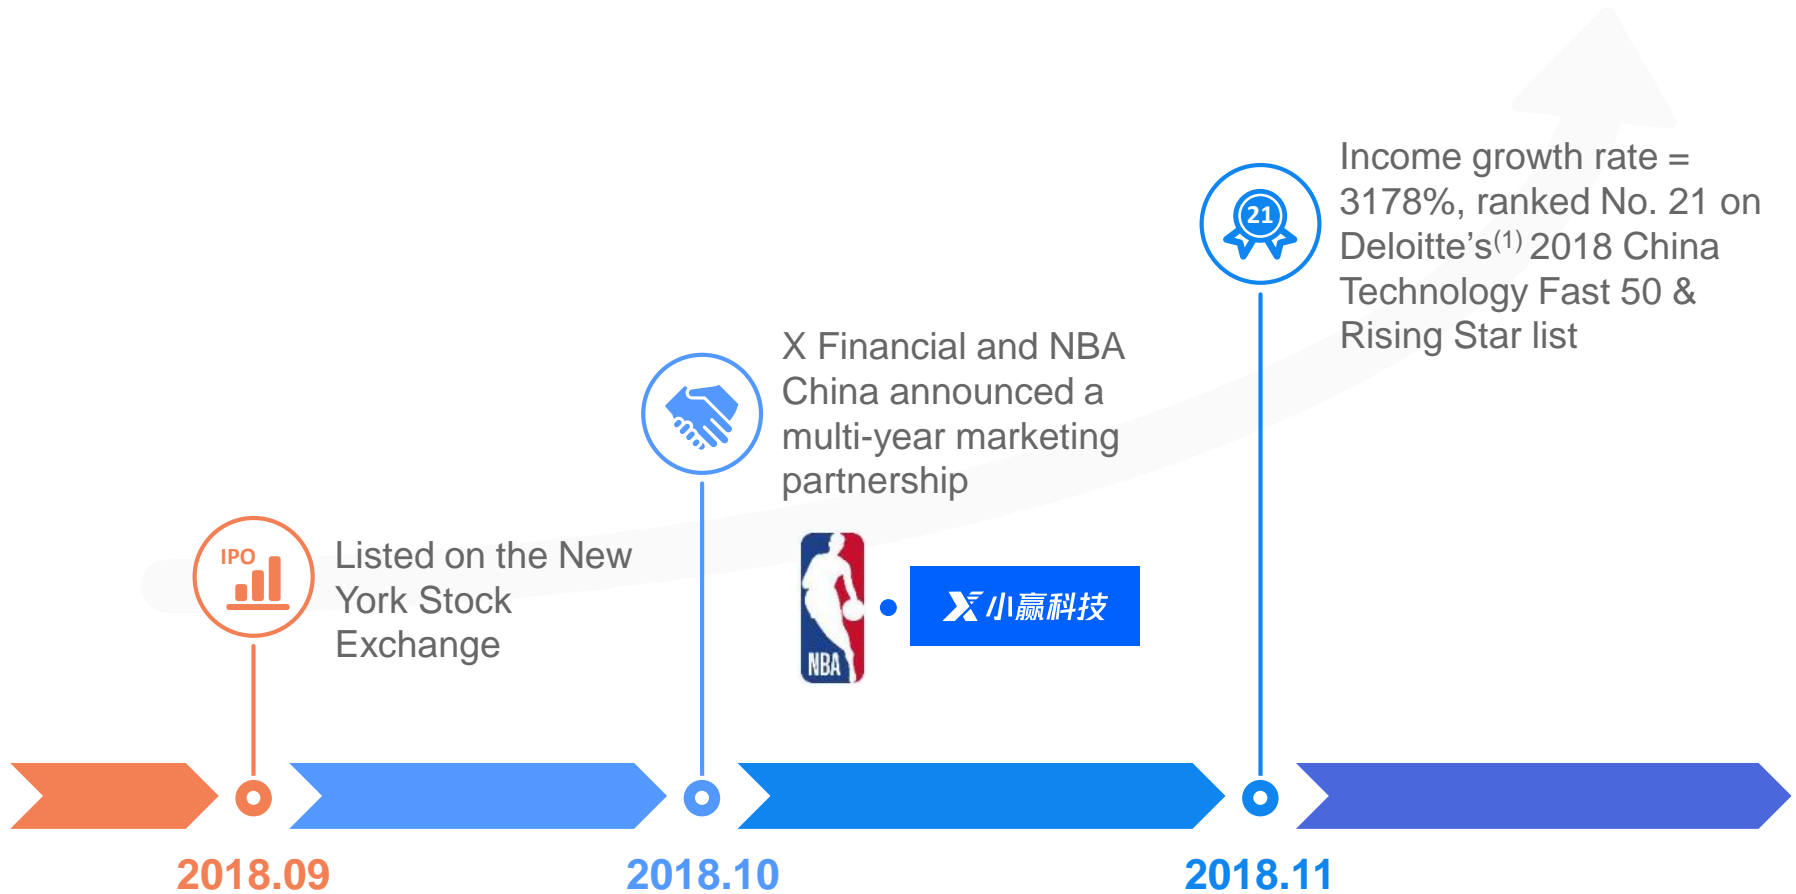 Income growth rate =
3178%, ranked No. 21 on
Deloitte’s(1) 2018 China
Technology Fast 50 &
Rising Star list
21
X Financial and NBA
China announced a
multi-year marketing
partnership
NBA
X小赢科技
IPO
Listed on the New
York Stock
Exchange
2018.09
2018.10
2018.11